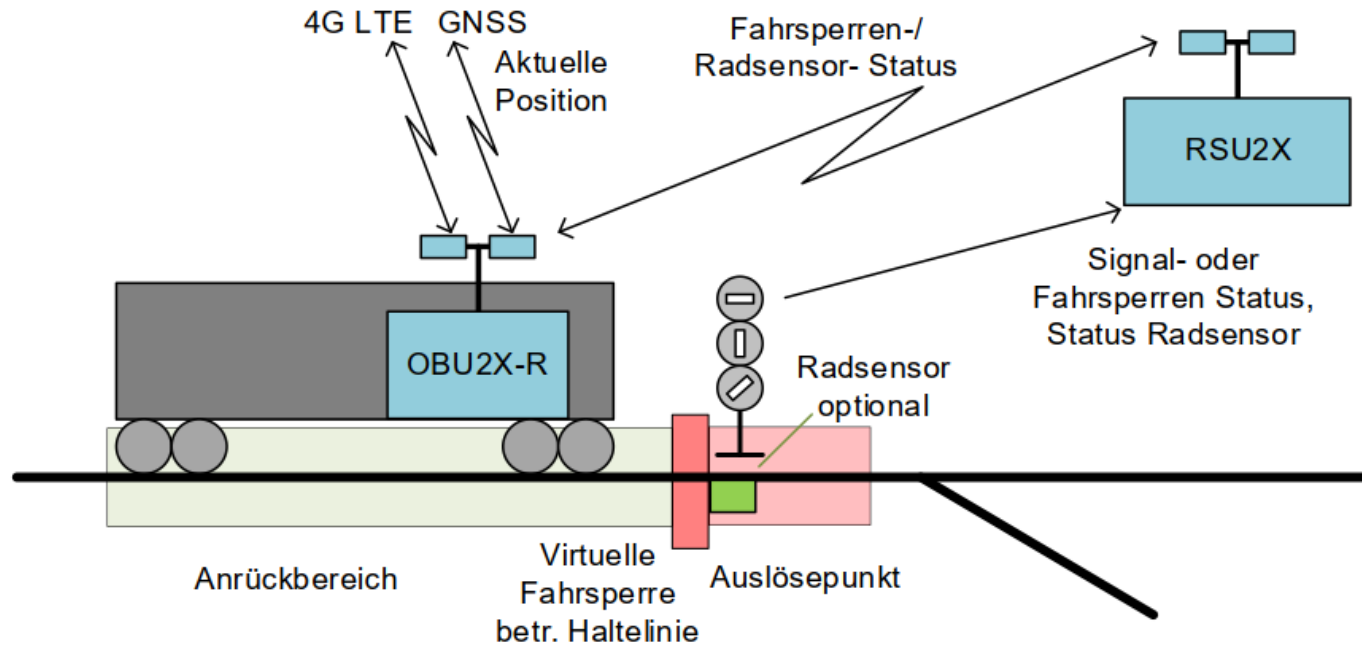 4G LTE GNSS
Aktuelle
Position
Fahrsperren-/
Radsensor- Status
RSU2X
Signal- oder
Fahrsperren Status,
Status Radsensor
OBU2X-R
Radsensor
optional
Anrückbereich
Virtuelle
Fahrsperre
betr. Haltelinie
Auslösepunkt